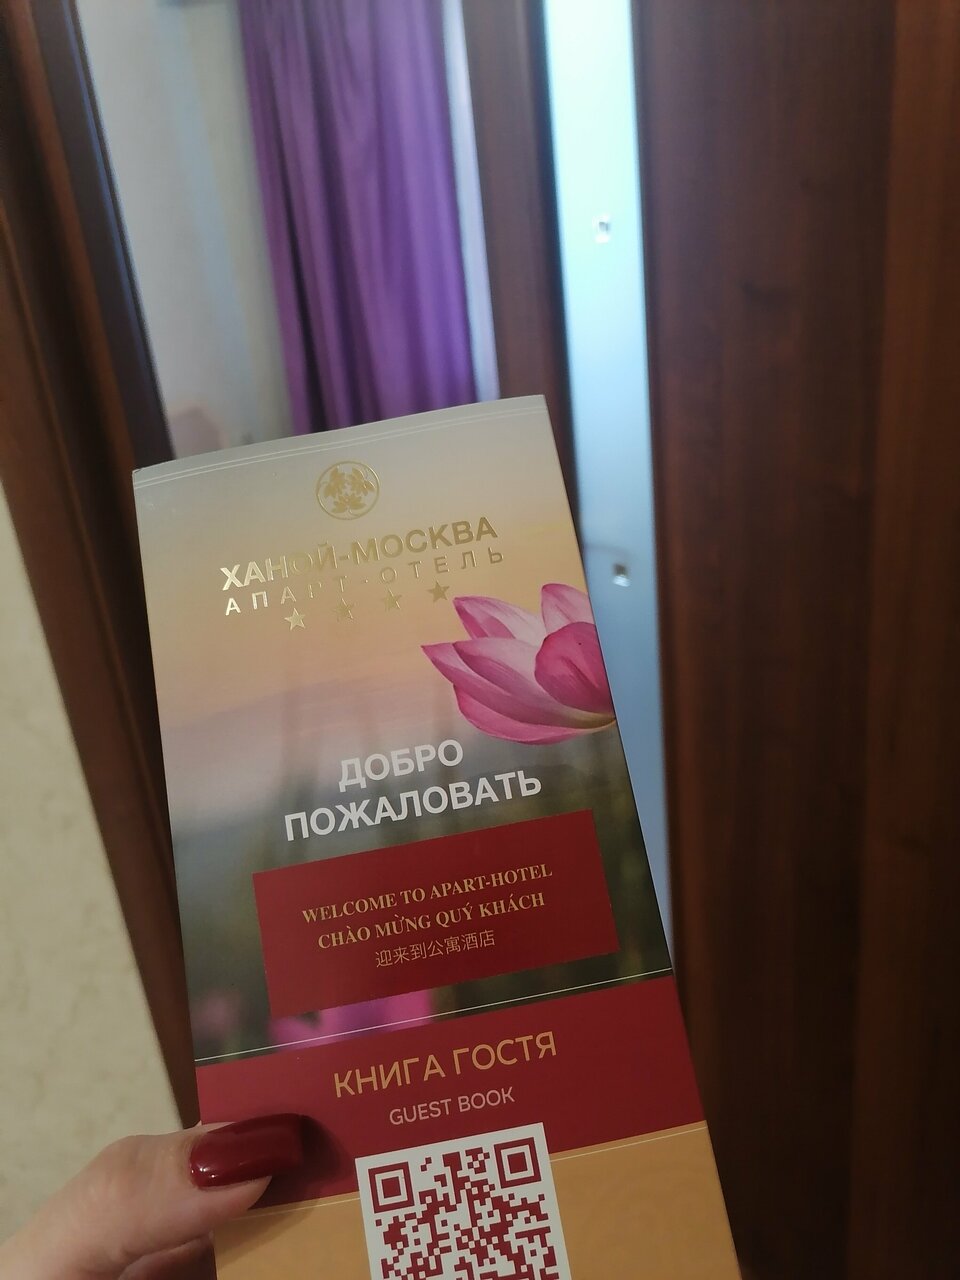 ХАНОЙ-МОСКВА
АПАРТ·ОТЕЛЬ
ДОБРО
ПОЖАЛОВАТЬ
WELCOME TO APART-HOTEL
CHÀO MỪNG QUÝ KHÁCH
迎来到公寓酒店
КНИГА ГОСТЯ
GUEST BOOK